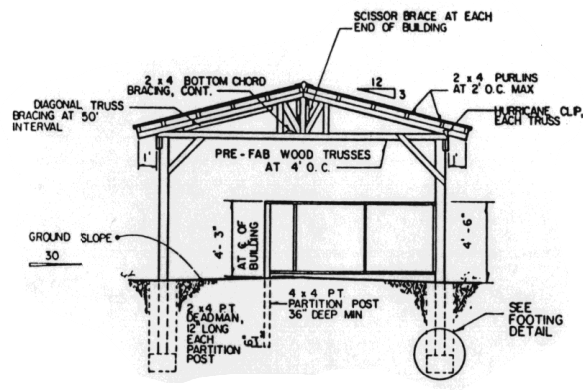 SCISSOR BRACE AT EACH
END OF BUILDING
2 x 4 BOTTOM CHORD
BRACING, CONT.
12
3
2 x 4 PURLINS
AT 2' O.C. MAX
DIAGONAL TRUSS
BRACING AT 50'
INTERVAL
HURRICANE CLIP,
EACH TRUSS
1'
1'
PRE-FAB WOOD TRUSSES
AT 4' O.C.
GROUND SLOPE
30
4'-3"
AT ℄ OF
BUILDING
4'-6"
2 x4 PT
DEADMAN,
12" LONG
EACH
PARTITION
POST
6"
4 x 4 PT
PARTITION POST
36" DEEP MIN
SEE
FOOTING
DETAIL